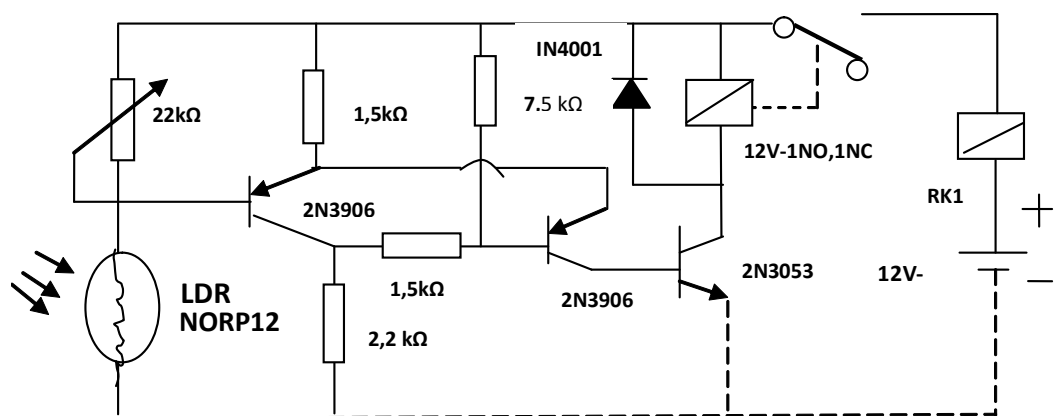 IN4001
22kΩ
1,5kΩ
7.5 kΩ
12V-1NO,1NC
2N3906
RK1
+
LDR
NORP12
1,5kΩ
2N3906
2N3053
12V-
−
2,2 kΩ